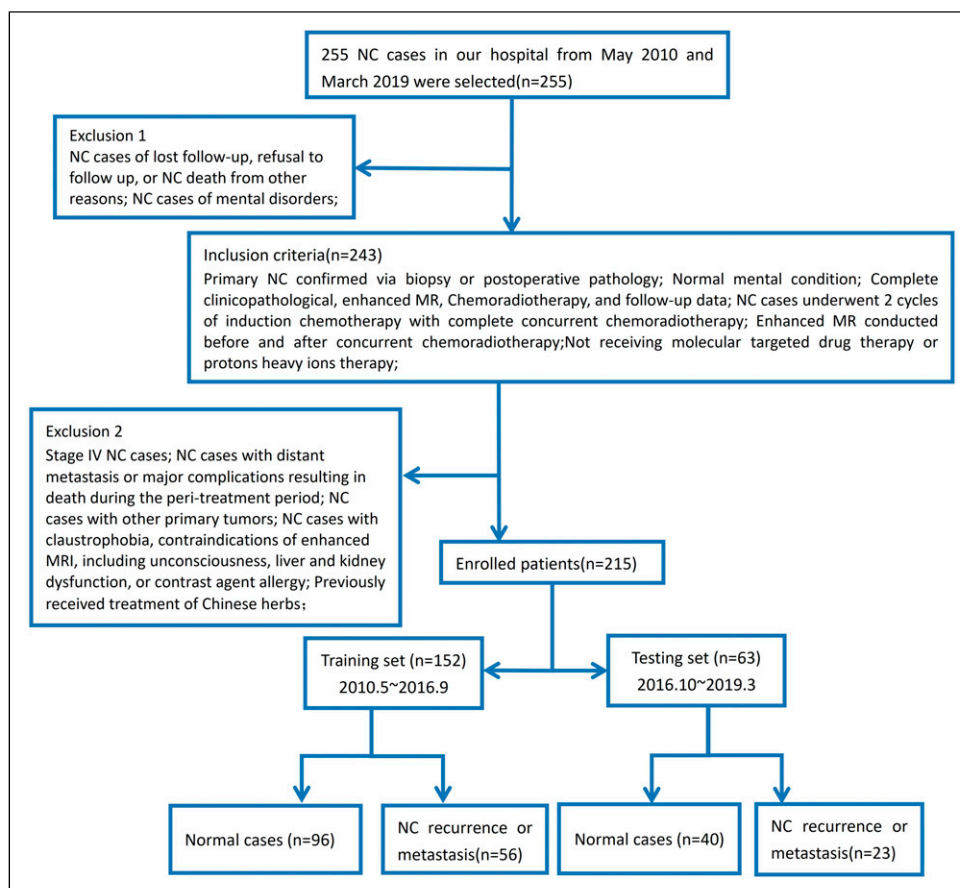 255 NC cases in our hospital from May 2010 and
March 2019 were selected(n=255)
Exclusion 1
NC cases of lost follow-up, refusal to
follow up, or NC death from other
reasons; NC cases of mental disorders;
Inclusion criteria(n=243)
Primary NC confirmed via biopsy or postoperative pathology; Normal mental condition; Complete
clinicopathological, enhanced MR, Chemoradiotherapy, and follow-up data; NC cases underwent 2 cycles
of induction chemotherapy with complete concurrent chemoradiotherapy; Enhanced MR conducted
before and after concurrent chemoradiotherapy;Not receiving molecular targeted drug therapy or
protons heavy ions therapy;
Exclusion 2
Stage IV NC cases; NC cases with distant
metastasis or major complications resulting in
death during the peri-treatment period; NC
cases with other primary tumors; NC cases with
claustrophobia, contraindications of enhanced
MRI, including unconsciousness, liver and kidney
dysfunction, or contrast agent allergy; Previously
received treatment of Chinese herbs;
Enrolled patients(n=215)
Training set (n=152)
2010.5~2016.9
Testing set (n=63)
2016.10~2019.3
Normal cases (n=96)
NC recurrence or
metastasis(n=56)
Normal cases (n=40)
NC recurrence or
metastasis(n=23)